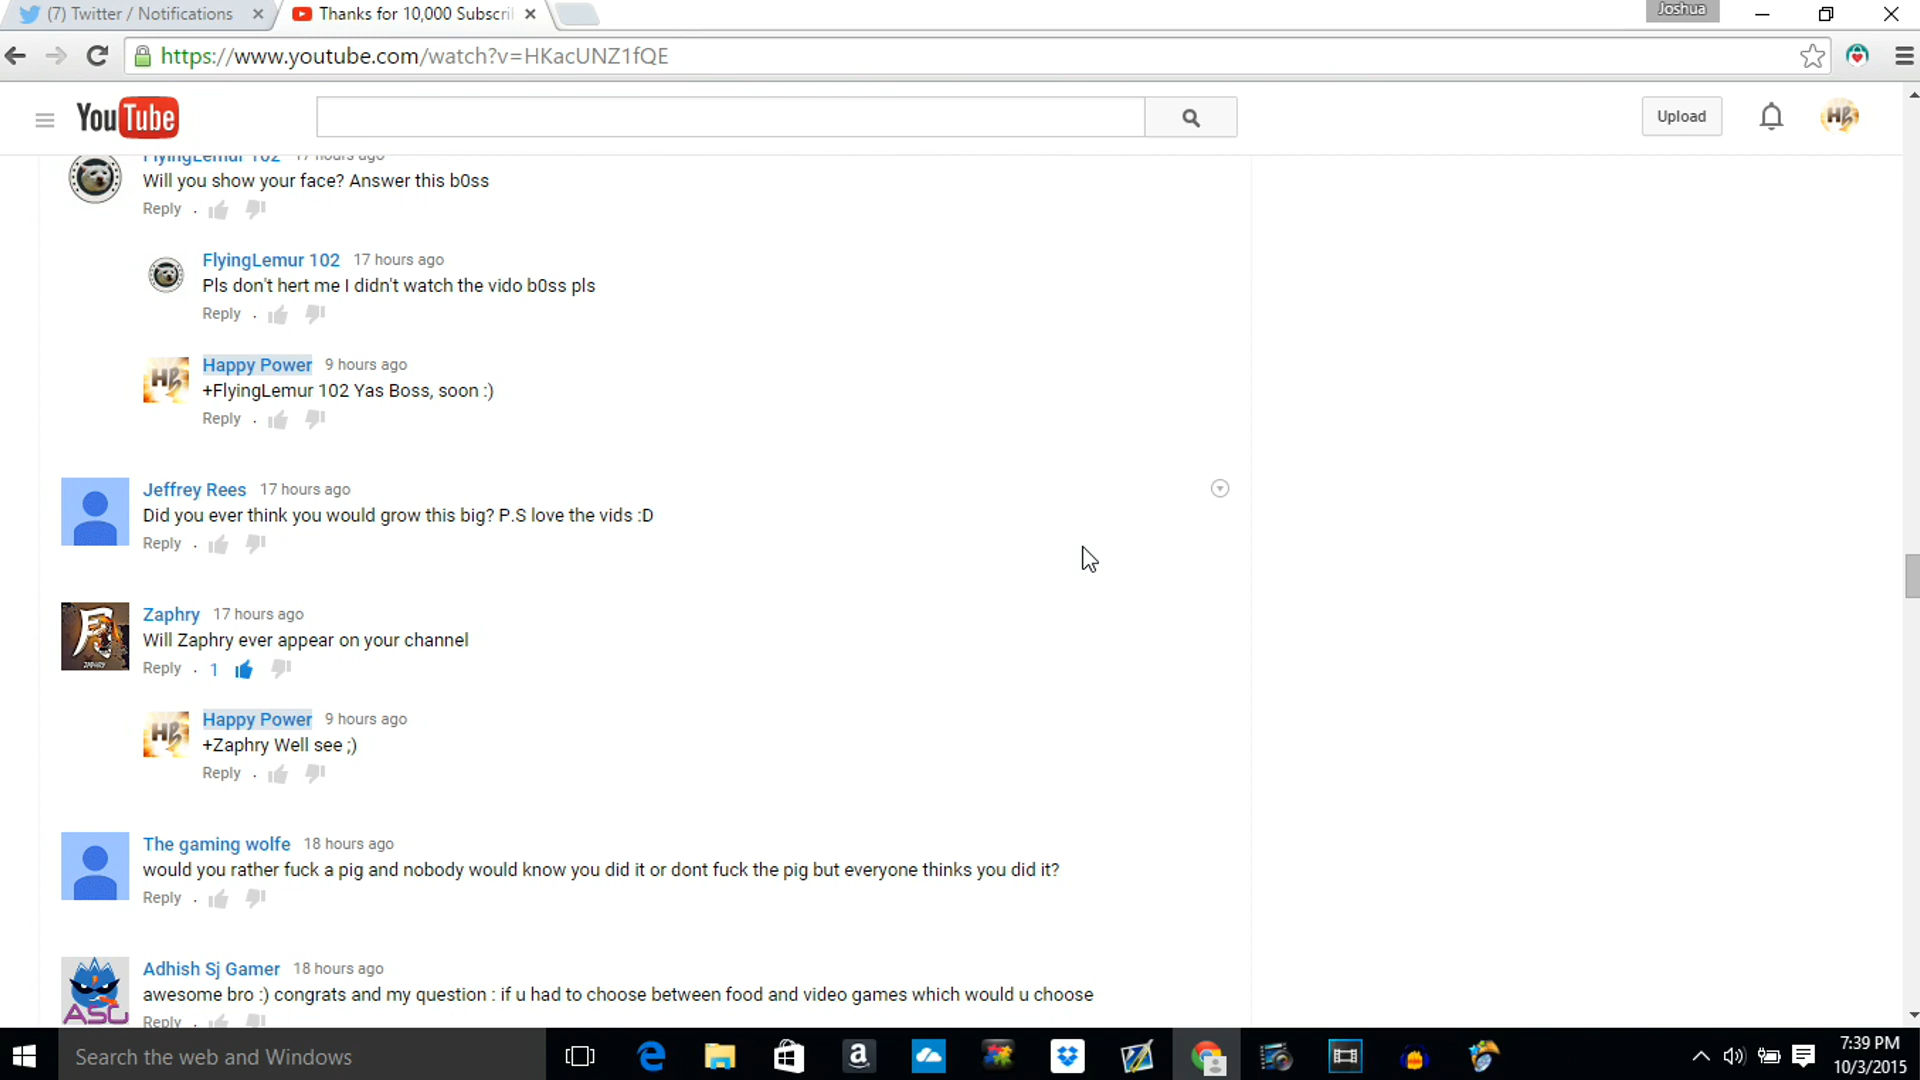 (7) Twitter / Notifications
Thanks for 10,000 Subscri
Joshua
https://www.youtube.com/watch?v=HKacUNZ1fQE
YouTube
Upload
HB
FlyingLemur 102 17 hours ago
Will you show your face? Answer this b0ss
Reply .
FlyingLemur 102 17 hours ago
Pls don't hert me I didn't watch the vido b0ss pls
Reply .
HB
Happy Power 9 hours ago
+FlyingLemur 102 Yas Boss, soon :)
Reply .
Jeffrey Rees 17 hours ago
Did you ever think you would grow this big? P.S love the vids :D
Reply .
Zaphry 17 hours ago
Will Zaphry ever appear on your channel
ZAPHRY
Reply . 1
HB
Happy Power 9 hours ago
+Zaphry Well see ;)
Reply .
The gaming wolfe 18 hours ago
would you rather fuck a pig and nobody would know you did it or dont fuck the pig but everyone thinks you did it?
Reply .
Adhish Sj Gamer 18 hours ago
awesome bro :) congrats and my question : if u had to choose between food and video games which would u choose
ASG
Reply .
Search the web and Windows
7:39 PM
10/3/2015